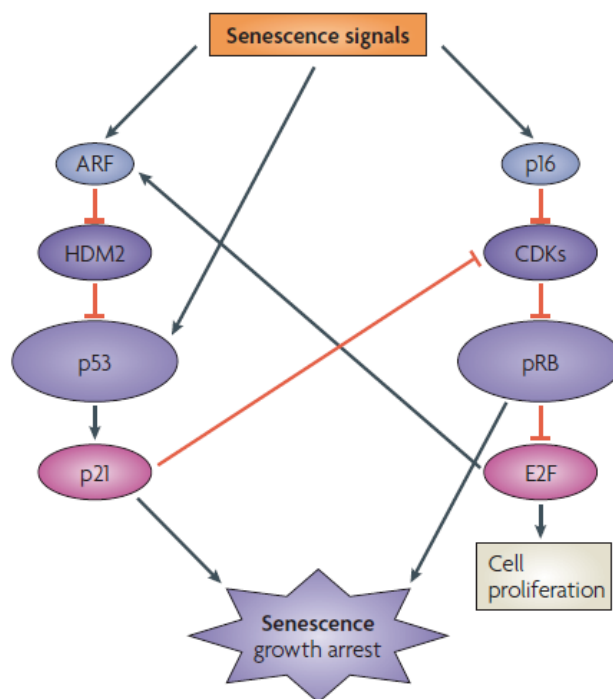 Senescence signals
ARF
p16
HDM2
CDKs
p53
pRB
p21
E2F
Cell
proliferation
Senescence
growth arrest